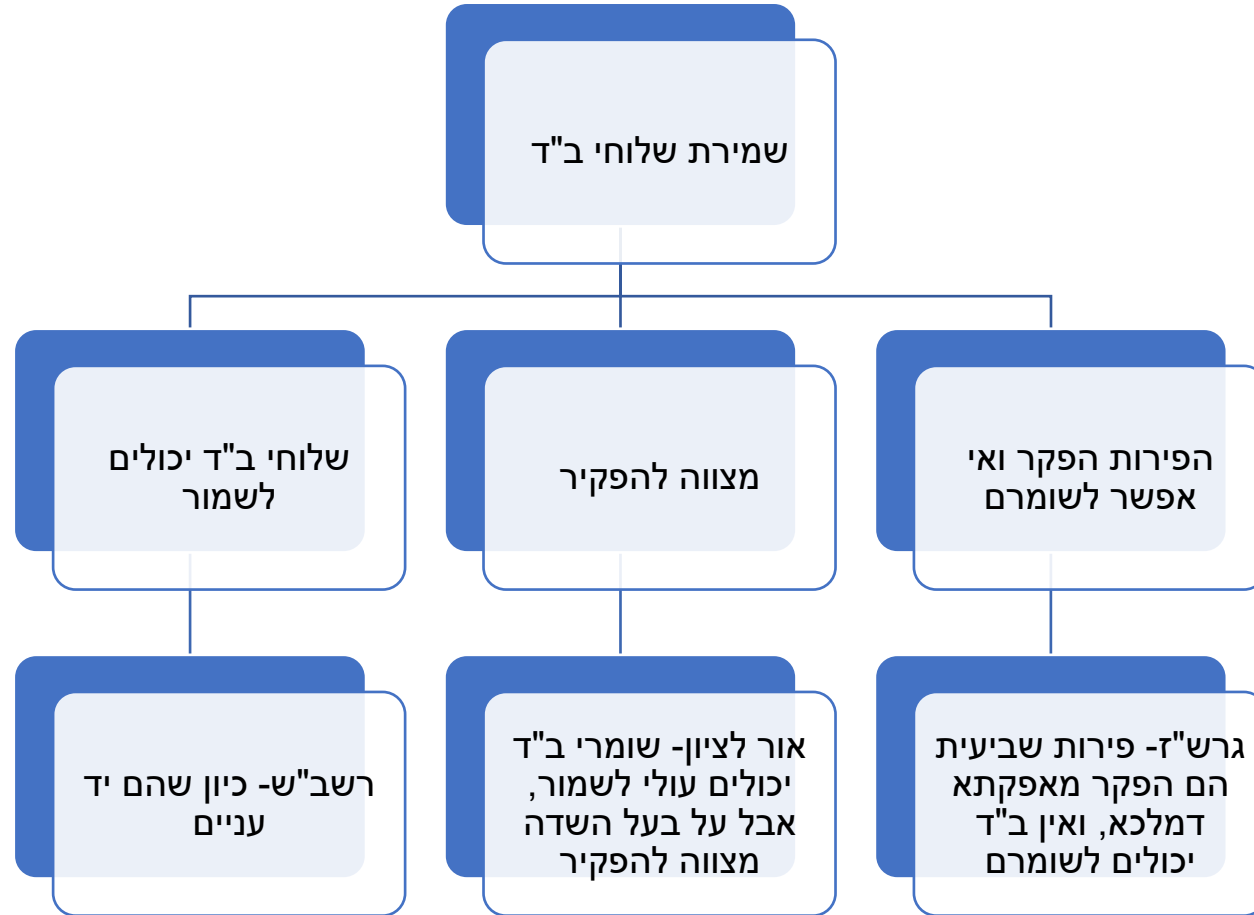 שמירת שלוחי ב"ד
הפירות הפקר ואי
אפשר לשומרם
מצווה להפקיר
שלוחי ב"ד יכולים
לשמור
גרש"ז- פירות שביעית
הם הפקר מאפקתא
דמלכא, ואין ב"ד
יכולים לשומרם
אור לציון- שומרי ב"ד
יכולים עולי לשמור,
אבל על בעל השדה
מצווה להפקיר
רשב"ש- כיון שהם יד
עניים